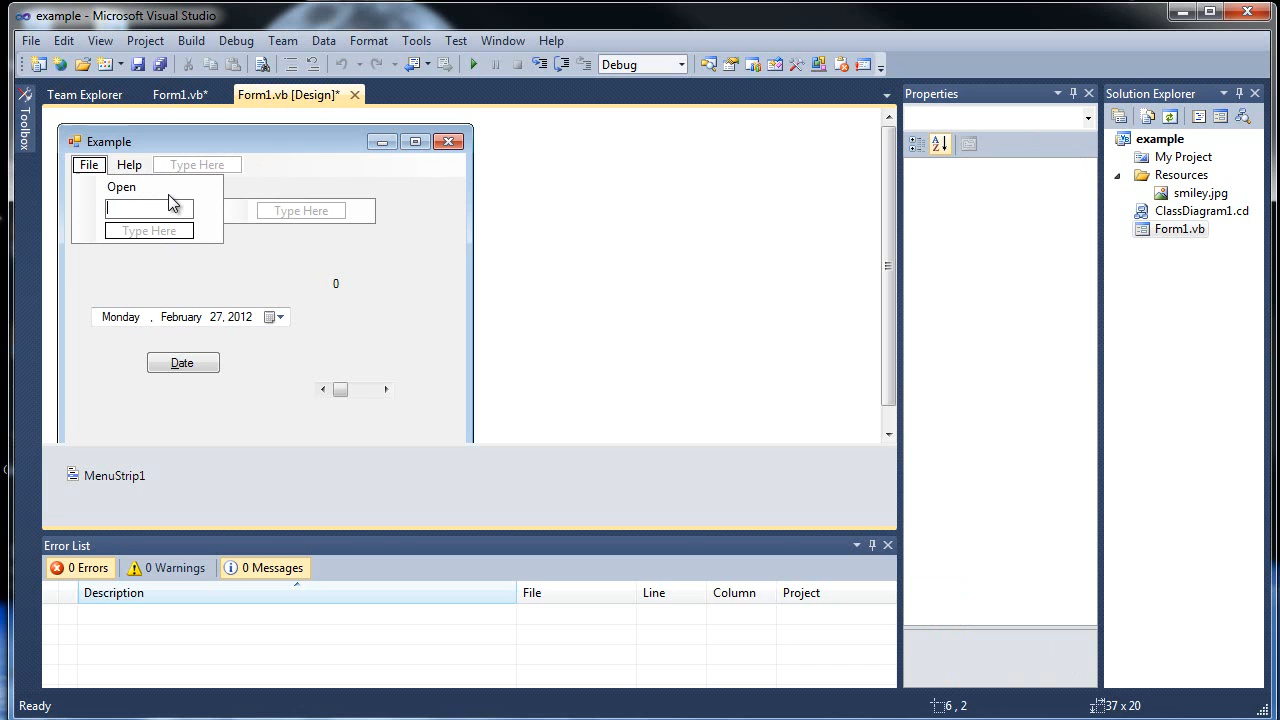 example - Microsoft Visual Studio
File Edit View Project Build Debug Team Data Format Tools Test Window Help
Debug
Toolbox
Team Explorer Form1.vb* Form1.vb [Design]*
Example
File Help Type Here
Open
Type Here
Type Here
0
Monday , February 27, 2012
Date
MenuStrip1
Error List
0 Errors 0 Warnings 0 Messages
Description File Line Column Project
Properties
Solution Explorer
example
My Project
Resources
smiley.jpg
ClassDiagram1.cd
Form1.vb
Ready 6 , 2 37 x 20